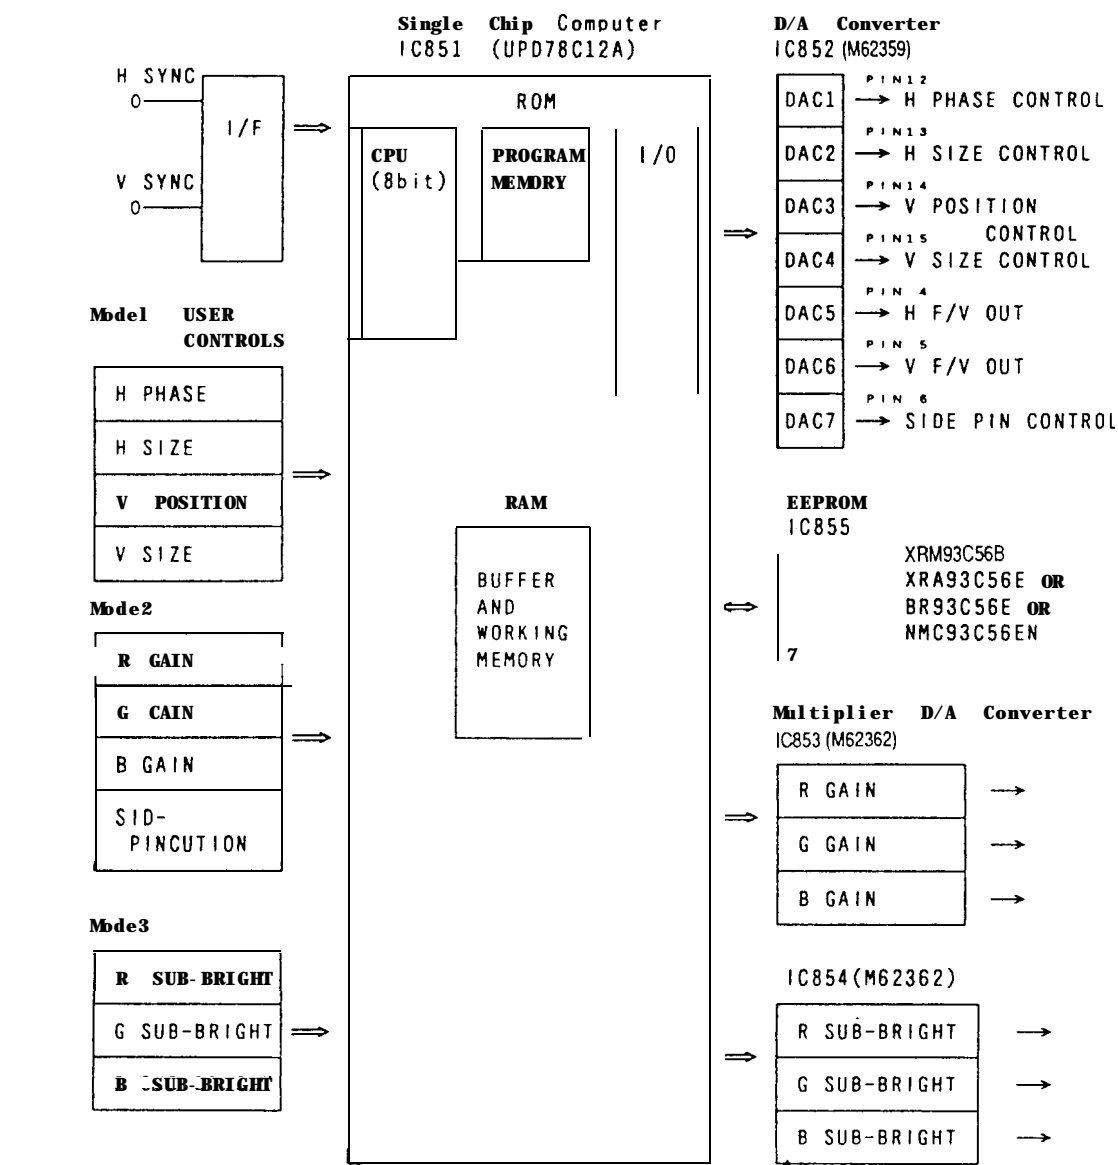 Single Chip Computer
IC851 (UPD78C12A)
D/A Converter
IC852 (M62359)
H SYNC
V SYNC
I/F
ROM
CPU
(8bit)
PROGRAM
MEMORY
I/O
PIN12
DAC1 → H PHASE CONTROL
PIN13
DAC2 → H SIZE CONTROL
PIN14
DAC3 → V POSITION
CONTROL
PIN15
DAC4 → V SIZE CONTROL
PIN 4
DAC5 → H F/V OUT
PIN 5
DAC6 → V F/V OUT
PIN 6
DAC7 → SIDE PIN CONTROL
Mode1 USER
CONTROLS
H PHASE
H SIZE
V POSITION
V SIZE
Mode2
R GAIN
G CAIN
B GAIN
SID-
PINCUTION
Mode3
R SUB-BRIGHT
G SUB-BRIGHT
B SUB-BRIGHT
RAM
BUFFER
AND
WORKING
MEMORY
EEPROM
IC855
XRM93C56B
XRA93C56E OR
BR93C56E OR
NMC93C56EN
7
Multiplier D/A Converter
IC853 (M62362)
R GAIN
G GAIN
B GAIN
IC854(M62362)
R SUB-BRIGHT
G SUB-BRIGHT
B SUB-BRIGHT